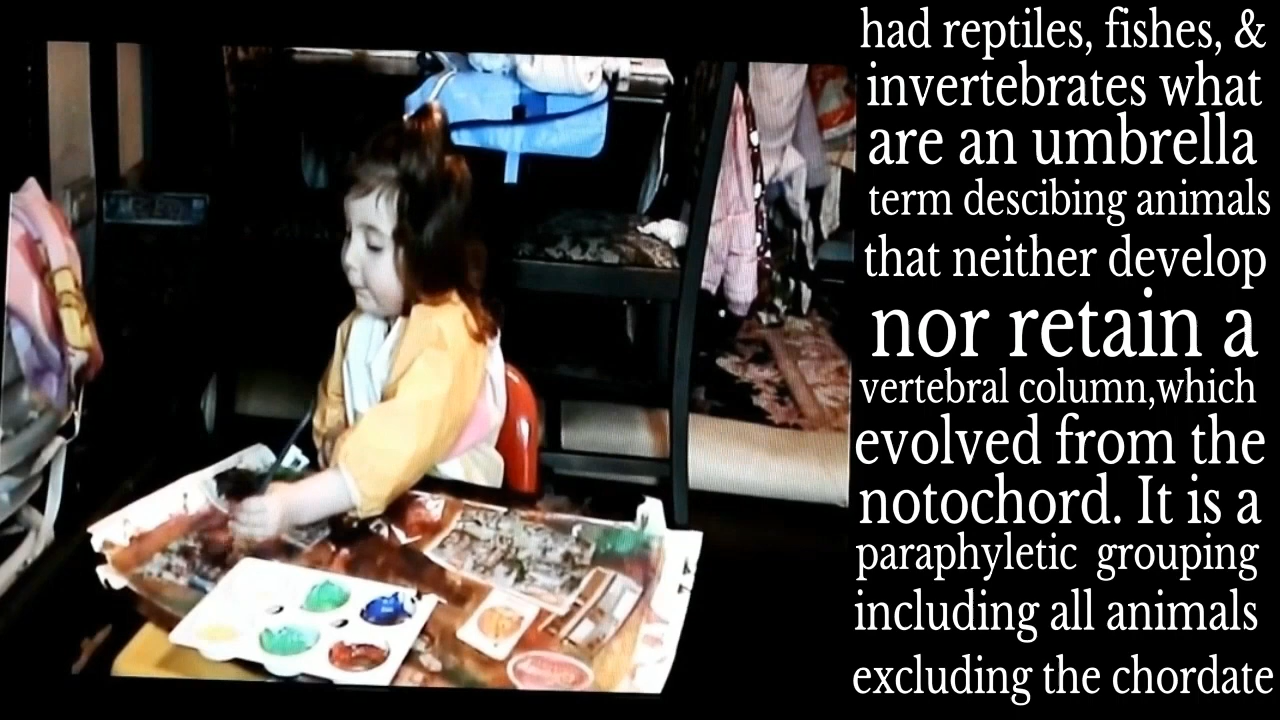 had reptiles, fishes, &
invertebrates what
are an umbrella
term descibing animals
that neither develop
nor retain a
vertebral column,which
evolved from the
notochord. It is a
paraphyletic grouping
including all animals
excluding the chordate